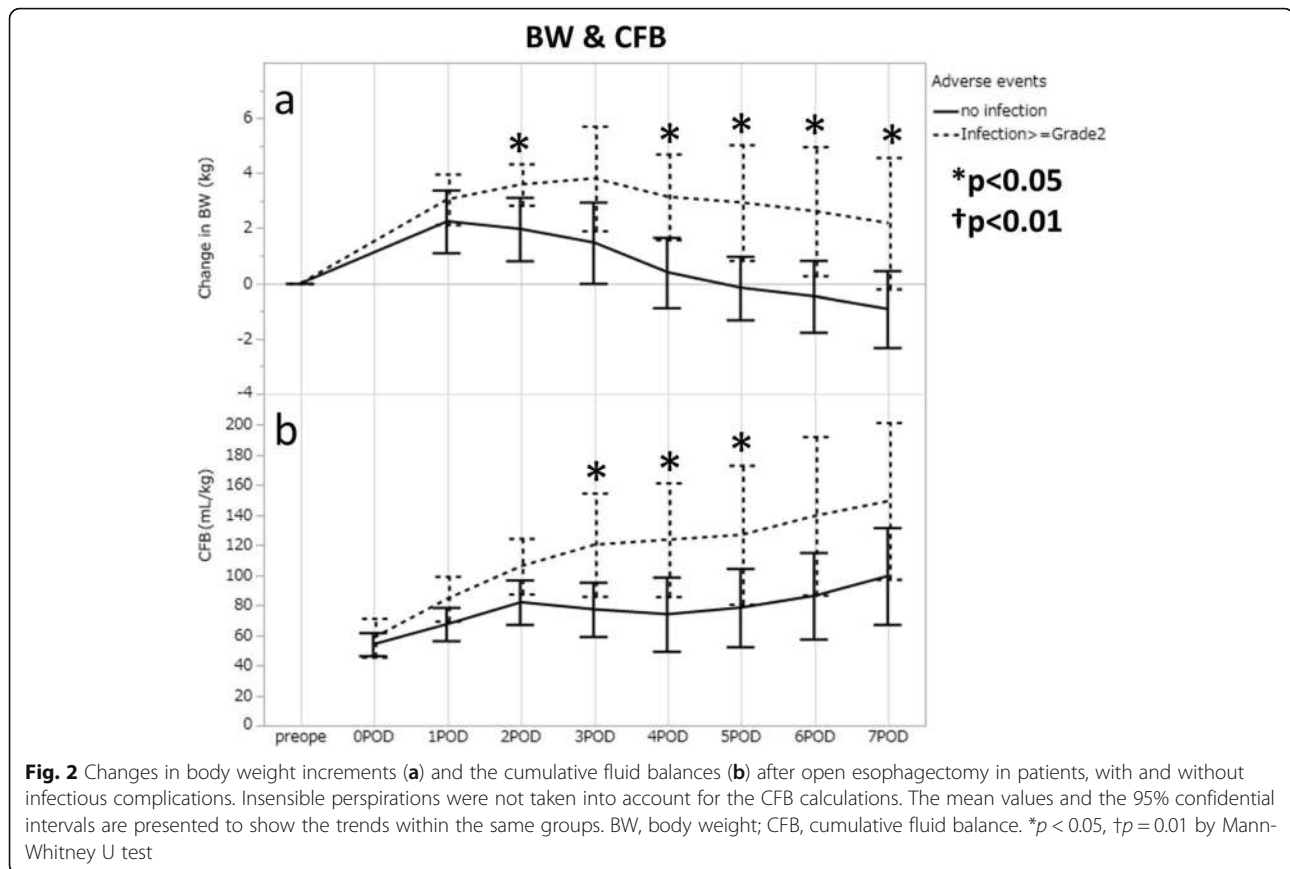 BW & CFB
a
Change in BW (kg)
6
4
2
0
-2
-4
* * * * *
Adverse events
no infection
Infection>=Grade2
*p<0.05
†p<0.01
b
CFB(mL/kg)
200
180
160
140
120
100
80
60
40
20
0
* * *
preope 0POD 1POD 2POD 3POD 4POD 5POD 6POD 7POD
Fig. 2 Changes in body weight increments (a) and the cumulative fluid balances (b) after open esophagectomy in patients, with and without
infectious complications. Insensible perspirations were not taken into account for the CFB calculations. The mean values and the 95% confidential
intervals are presented to show the trends within the same groups. BW, body weight; CFB, cumulative fluid balance. *p < 0.05, †p = 0.01 by Mann-
Whitney U test